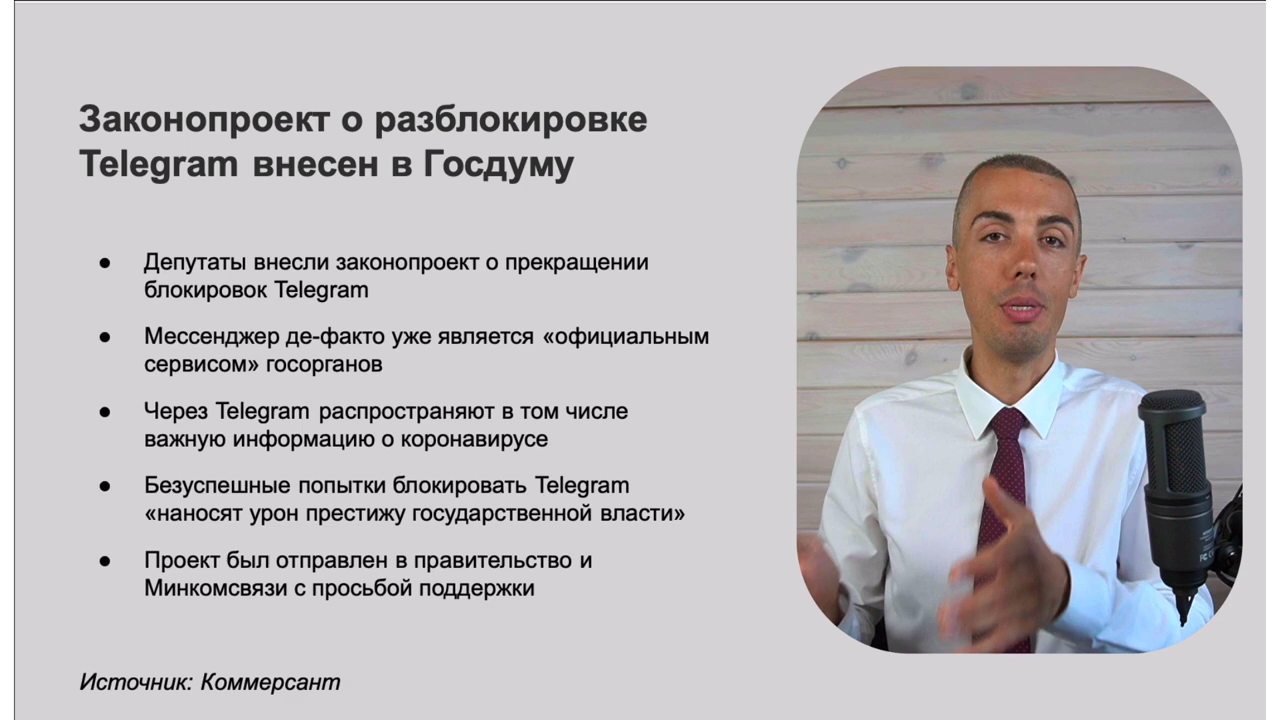 Законопроект о разблокировке
Telegram внесен в Госдуму
● Депутаты внесли законопроект о прекращении
блокировок Telegram
● Мессенджер де-факто уже является «официальным
сервисом» госорганов
● Через Telegram распространяют в том числе
важную информацию о коронавирусе
● Безуспешные попытки блокировать Telegram
«наносят урон престижу государственной власти»
● Проект был отправлен в правительство и
Минкомсвязи с просьбой поддержки
Источник: Коммерсант